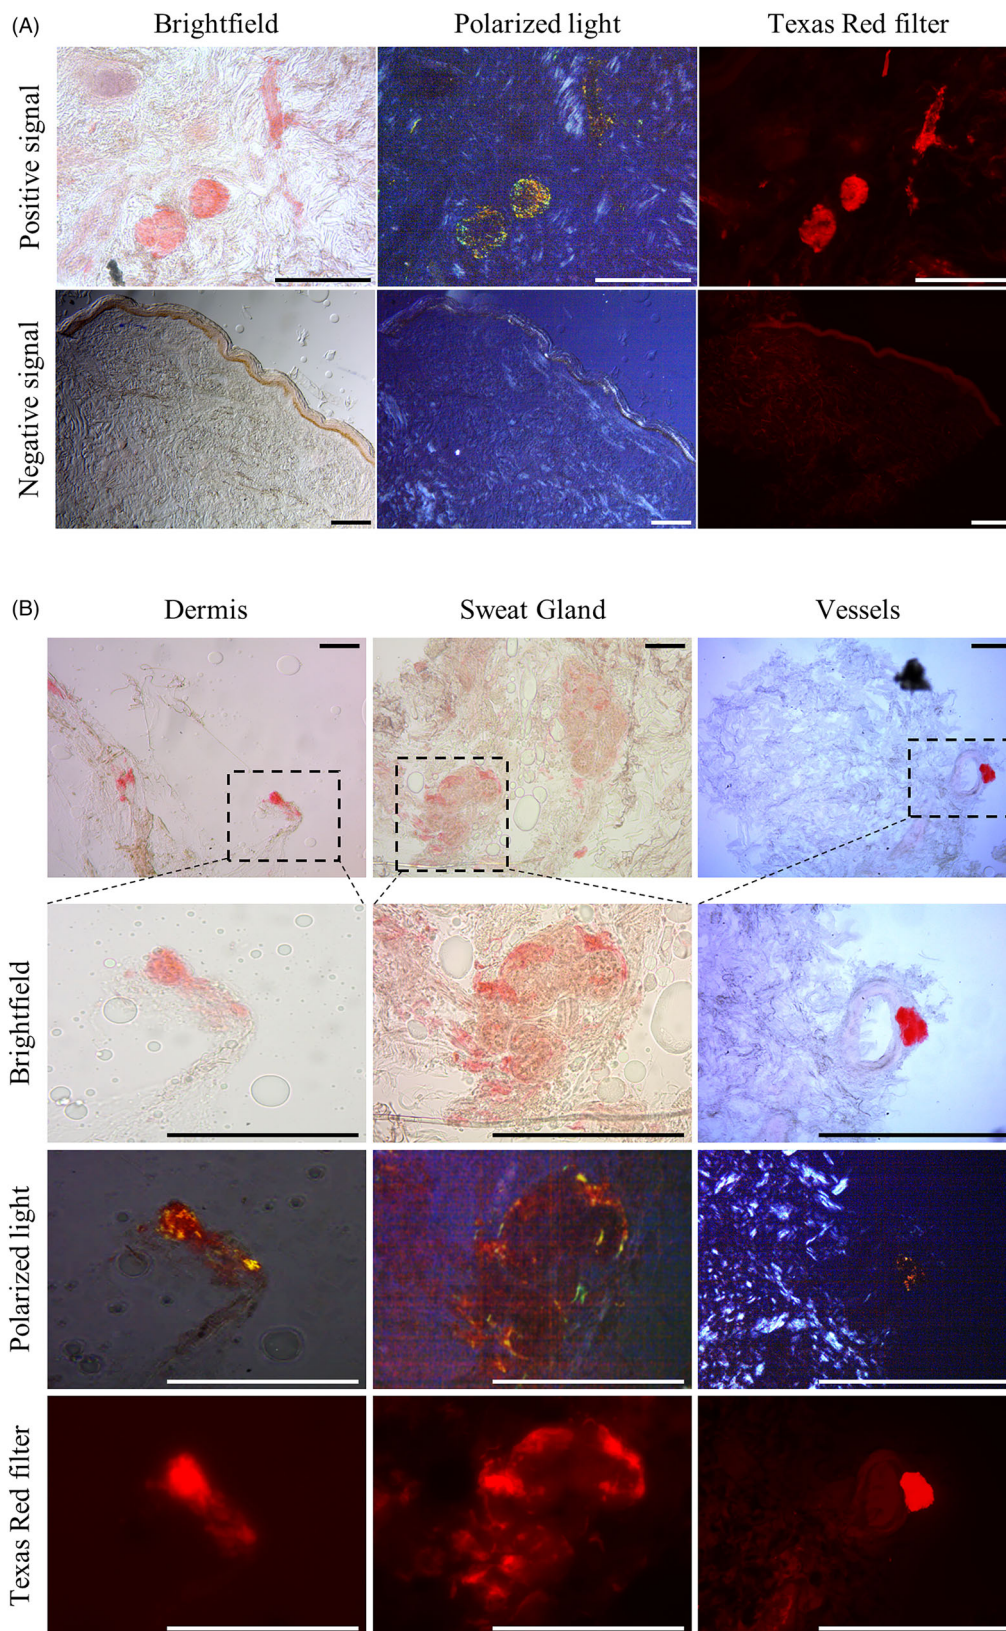 (A)
Brightfield
Polarized light
Texas Red filter
Positive signal
Negative signal
(B)
Dermis
Sweat Gland
Vessels
Brightfield
Polarized light
Texas Red filter